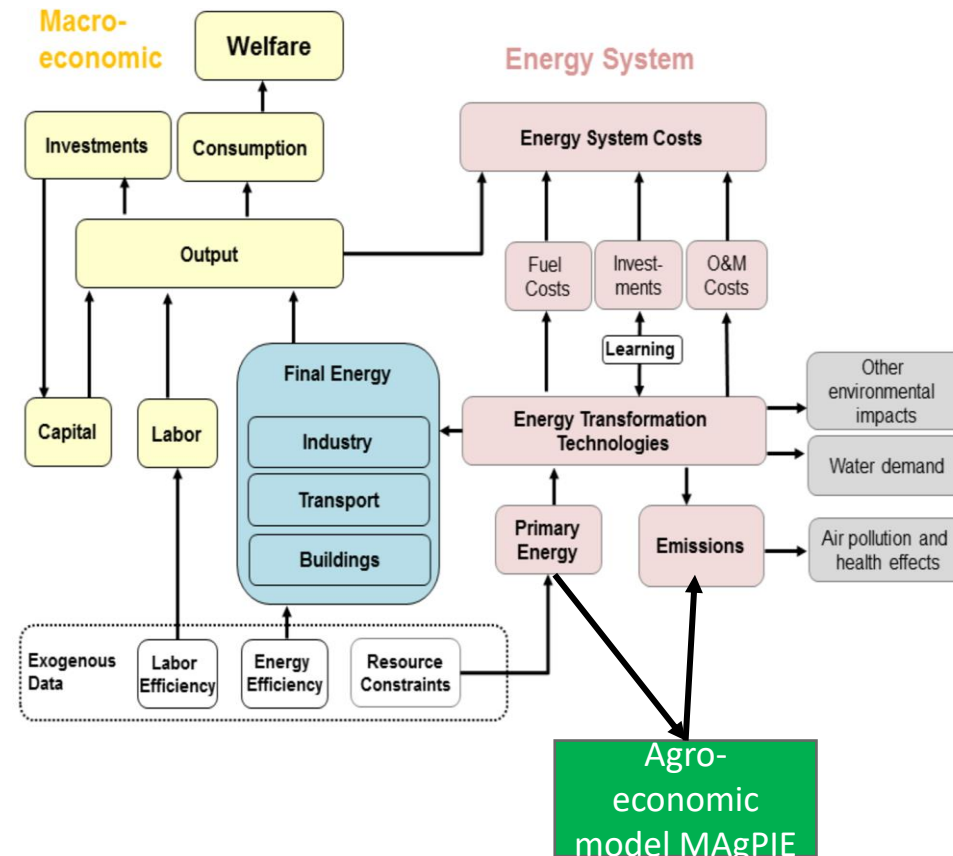 Macro-
economic
Welfare
Energy System
Investments
Consumption
Energy System Costs
Output
Fuel
Costs
Invest-
ments
O&M
Costs
Learning
Final Energy
Industry
Transport
Buildings
Capital
Labor
Energy Transformation
Technologies
Other
environmental
impacts
Water demand
Primary
Energy
Emissions
Air pollution and
health effects
Exogenous
Data
Labor
Efficiency
Energy
Efficiency
Resource
Constraints
Agro-
economic
model MAgPIE